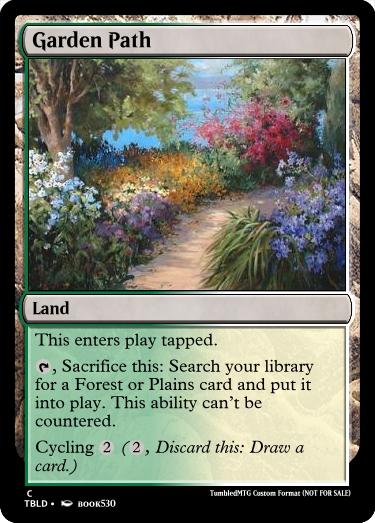 Garden Path
Land
This enters play tapped.
, Sacrifice this: Search your library
for a Forest or Plains card and put it
into play. This ability can't be
countered.
Cycling 2 (2, Discard this: Draw a
card.)
C
TBLD • BOOK530
TumbledMTG Custom Format (NOT FOR SALE)